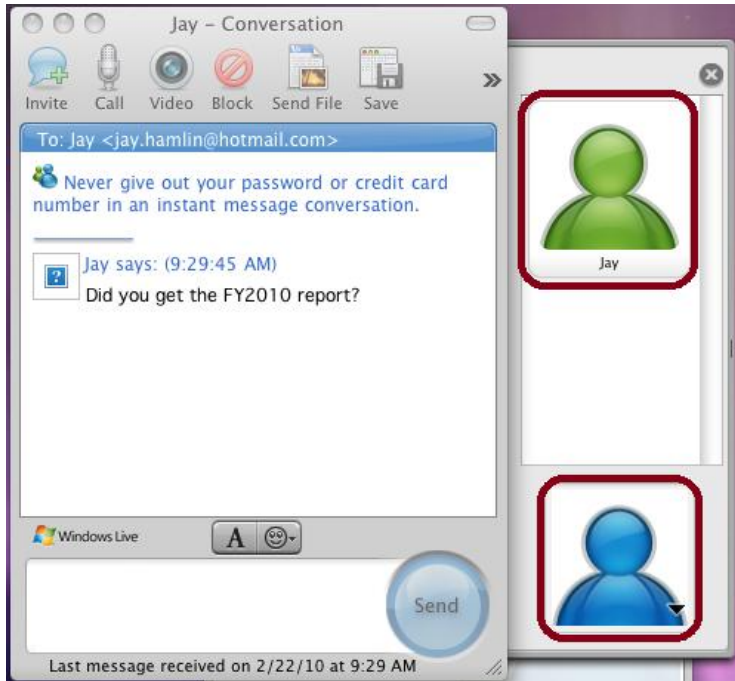 Jay – Conversation
Invite Call Video Block Send File Save »
To: Jay <jay.hamlin@hotmail.com>
Never give out your password or credit card
number in an instant message conversation.
Jay says: (9:29:45 AM)
Did you get the FY2010 report?
Jay
Windows Live
A
Send
Last message received on 2/22/10 at 9:29 AM